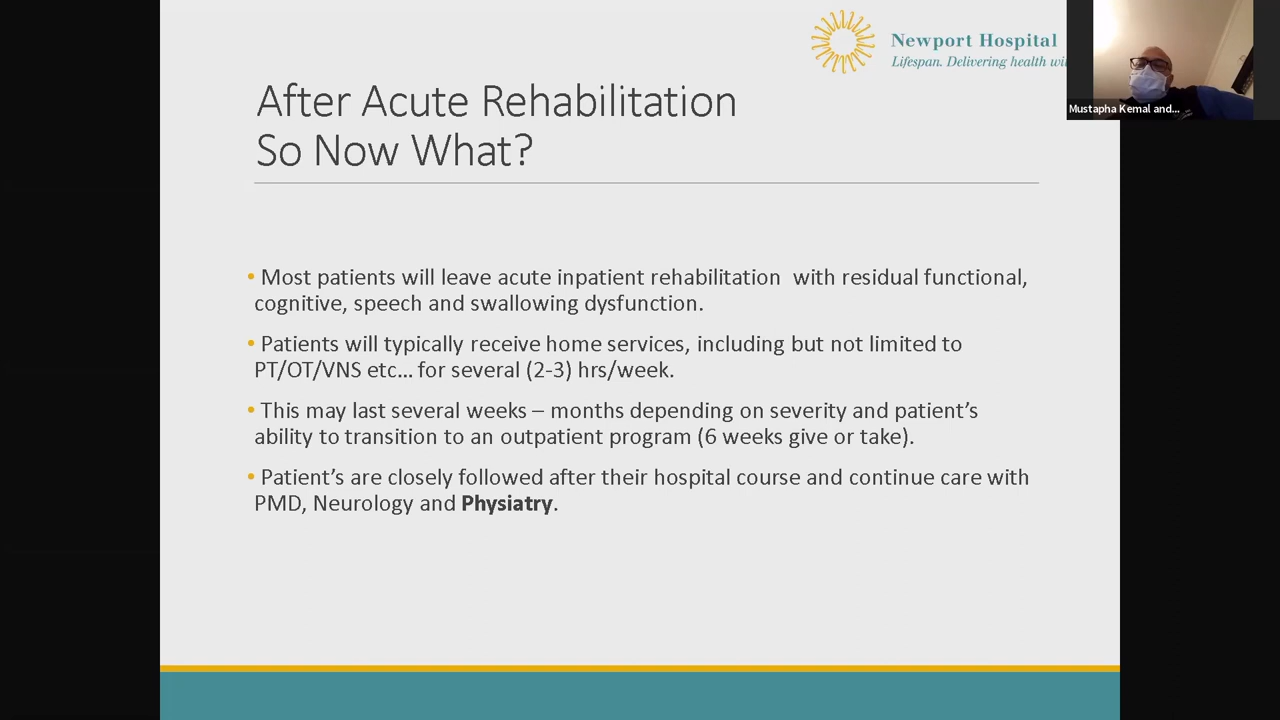 Newport Hospital
Lifespan. Delivering health
Mustapha Kemal and...
After Acute Rehabilitation
So Now What?
• Most patients will leave acute inpatient rehabilitation with residual functional,
cognitive, speech and swallowing dysfunction.
• Patients will typically receive home services, including but not limited to
PT/OT/VNS etc… for several (2-3) hrs/week.
• This may last several weeks – months depending on severity and patient’s
ability to transition to an outpatient program (6 weeks give or take).
• Patient’s are closely followed after their hospital course and continue care with
PMD, Neurology and Physiatry.